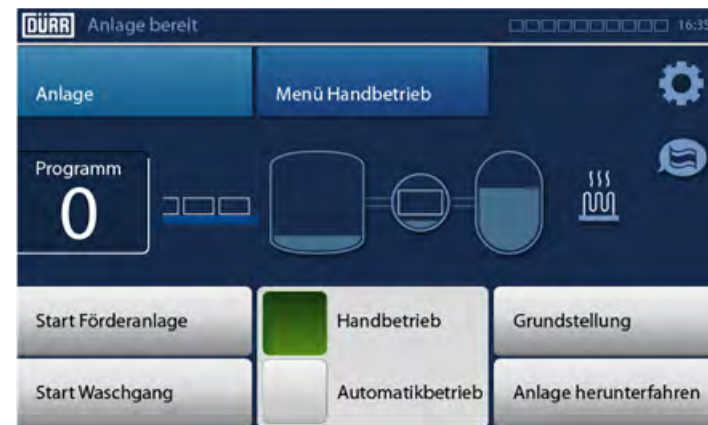 DÜRR Anlage bereit 16:35
Anlage
Menü Handbetrieb
Programm
0
Start Förderanlage
Handbetrieb
Grundstellung
Start Waschgang
Automatikbetrieb
Anlage herunterfahren